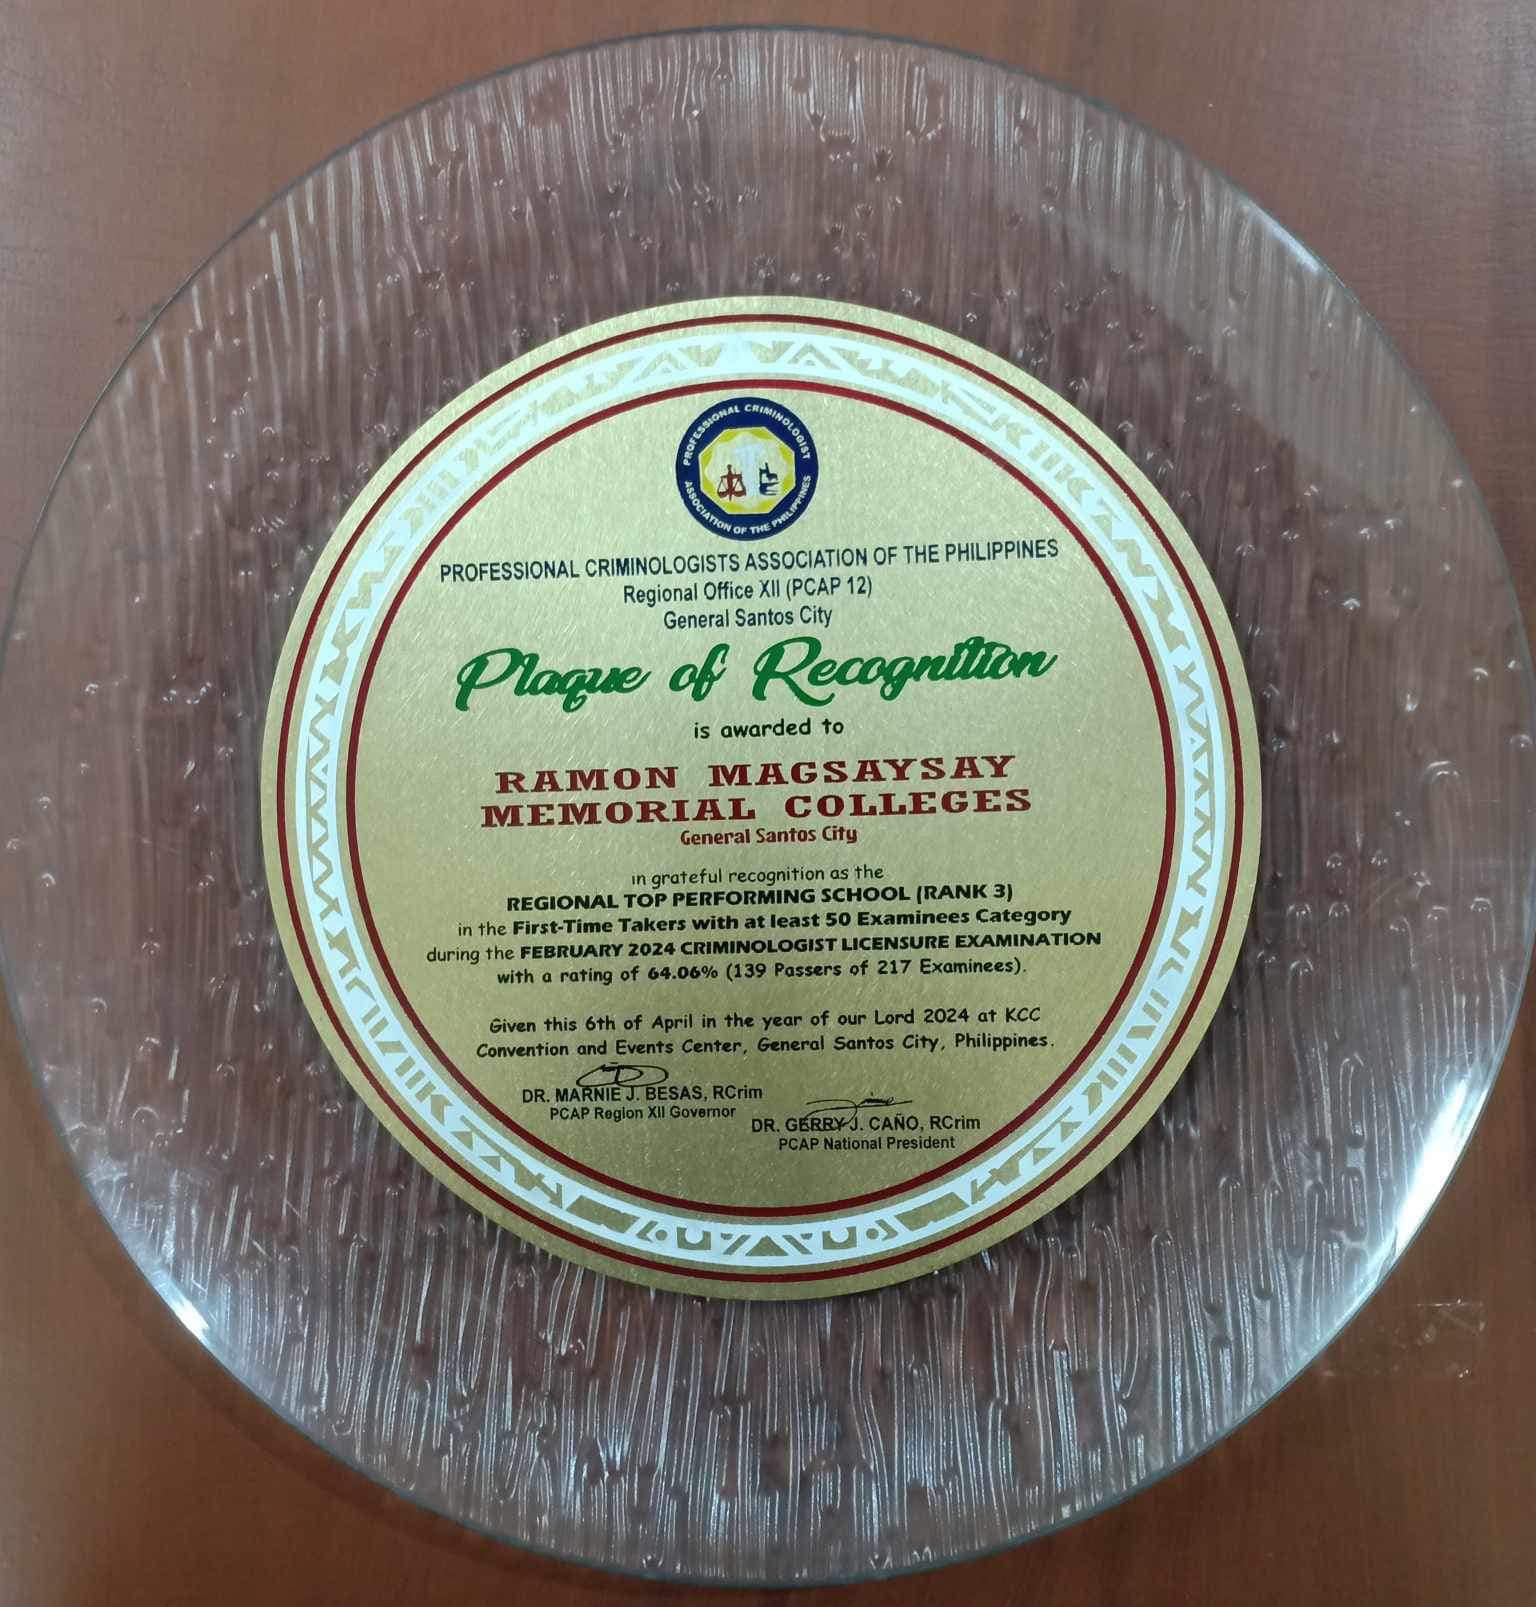 PROFESSIONAL CRIMINOLOGIST
ASSOCIATION OF THE PHILIPPINES
PROFESSIONAL CRIMINOLOGISTS ASSOCIATION OF THE PHILIPPINES
Regional Office XII (PCAP 12)
General Santos City
Plaque of Recognition
is awarded to
RAMON MAGSAYSAY
MEMORIAL COLLEGES
General Santos City
in grateful recognition as the
REGIONAL TOP PERFORMING SCHOOL (RANK 3)
in the First-Time Takers with at least 50 Examinees Category
during the FEBRUARY 2024 CRIMINOLOGIST LICENSURE EXAMINATION
with a rating of 64.06% (139 Passers of 217 Examinees).
Given this 6th of April in the year of our Lord 2024 at KCC
Convention and Events Center, General Santos City, Philippines.
DR. MARNIE J. BESAS, RCrim
PCAP Region XII Governor
DR. GERRY J. CAÑO, RCrim
PCAP National President